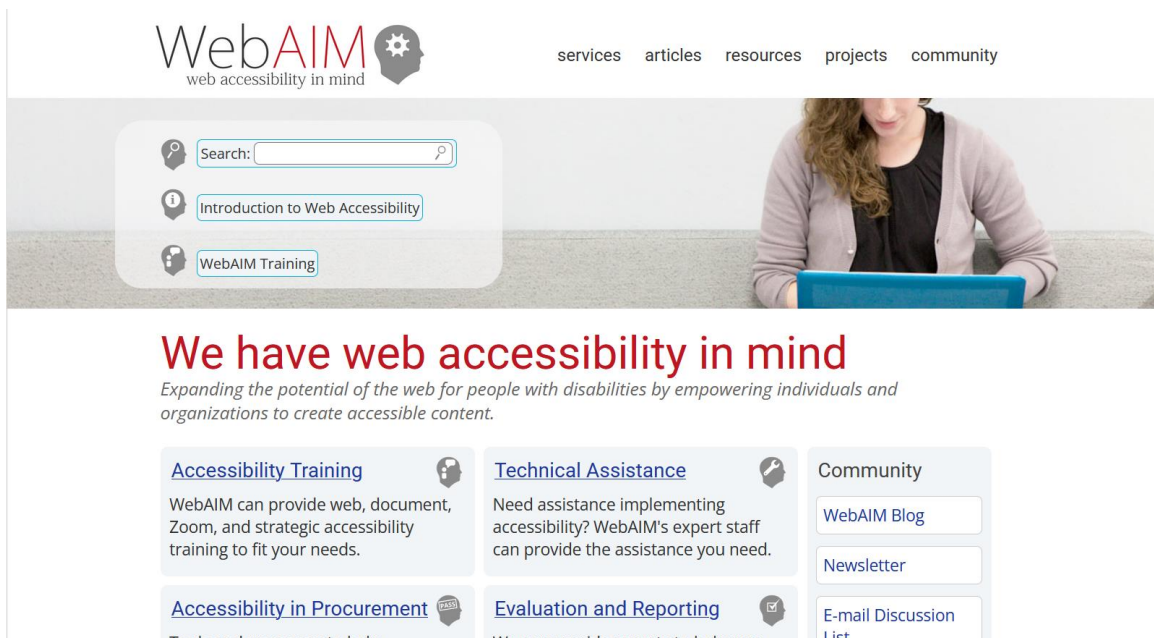 WebAIM
web accessibility in mind
services articles resources projects community
Search:
Introduction to Web Accessibility
WebAIM Training
We have web accessibility in mind
Expanding the potential of the web for people with disabilities by empowering individuals and
organizations to create accessible content.
Accessibility Training
WebAIM can provide web, document,
Zoom, and strategic accessibility
training to fit your needs.
Technical Assistance
Need assistance implementing
accessibility? WebAIM's expert staff
can provide the assistance you need.
Accessibility in Procurement
PASS
Evaluation and Reporting
Community
WebAIM Blog
Newsletter
E-mail Discussion
List